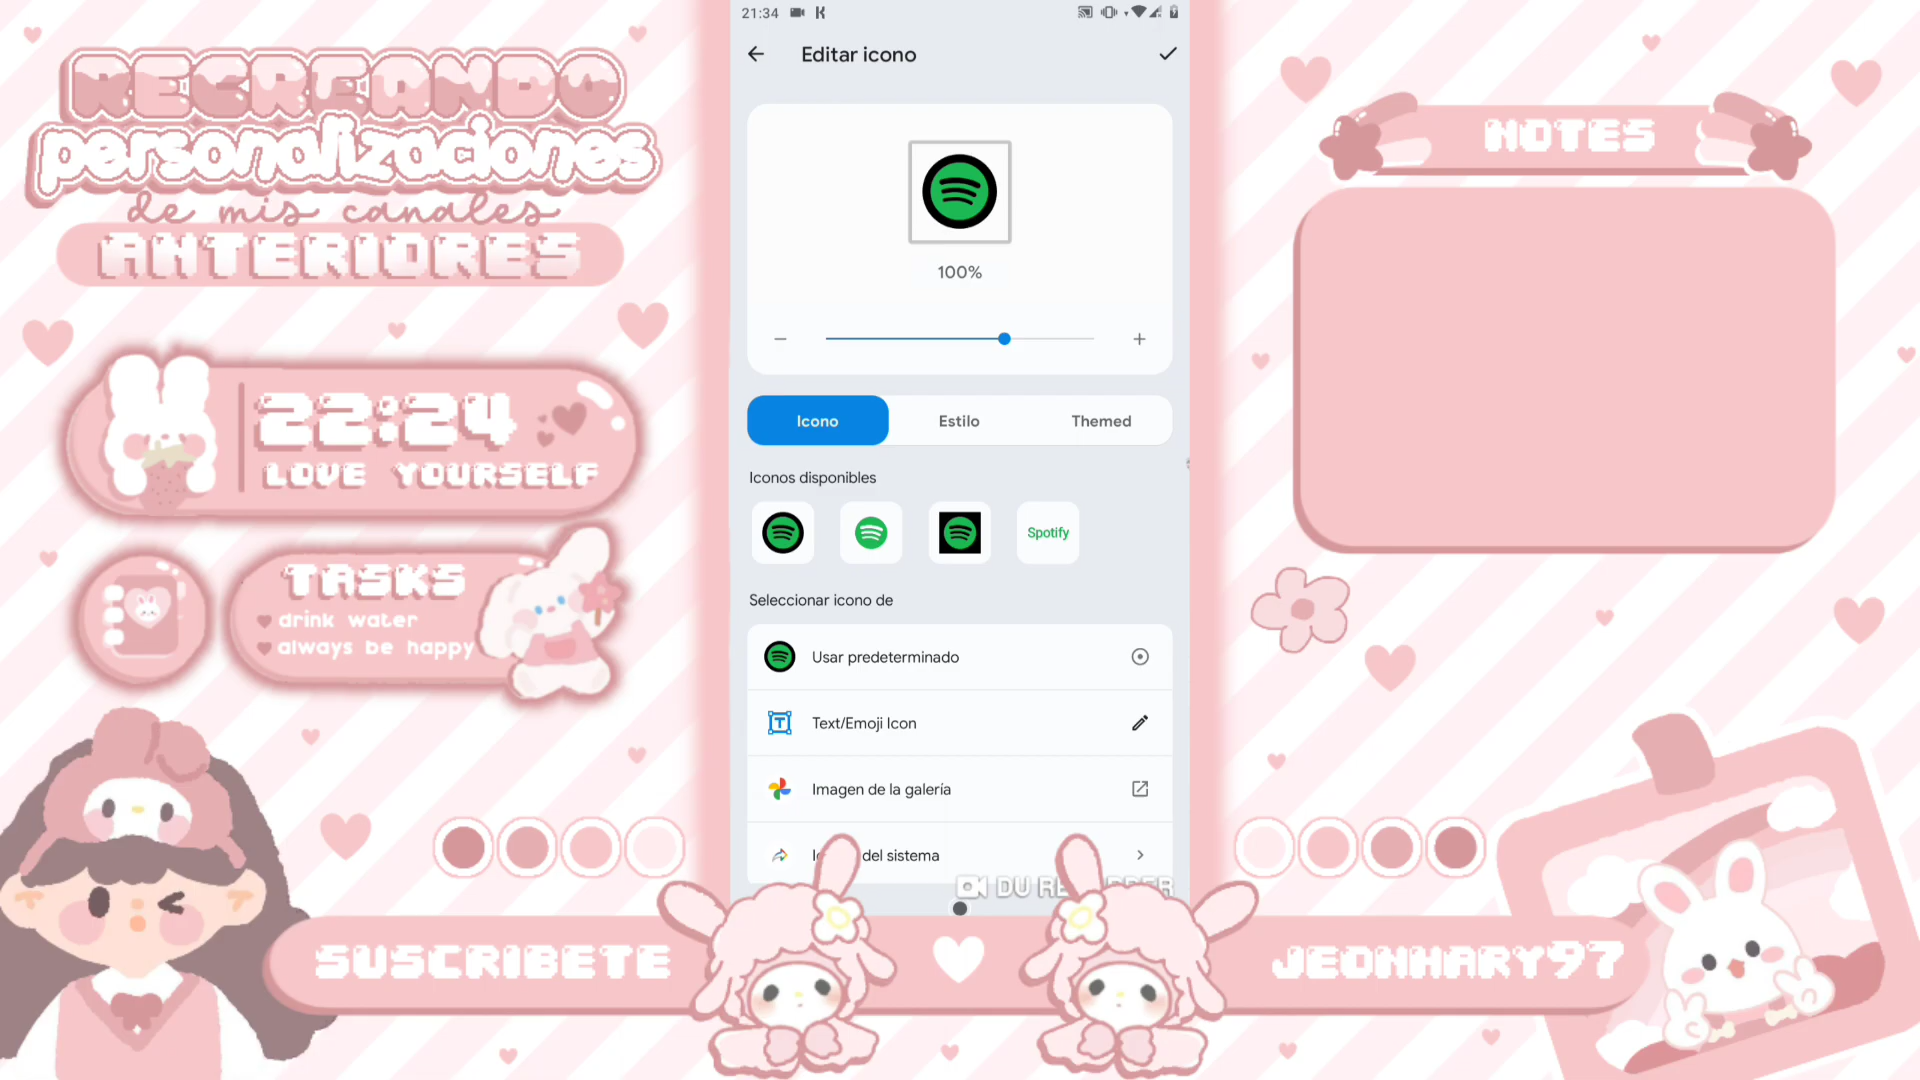 RECREANDO
personalizaciones
de mis canales
ANTERIORES
22:24
LOVE YOURSELF
TASKS
drink water
always be happy
21:34
Editar icono
100%
Icono
Estilo
Themed
Iconos disponibles
Spotify
Seleccionar icono de
Usar predeterminado
Text/Emoji Icon
Imagen de la galería
del sistema
DU
NOTES
SUSCRIBETE
JEONHARY97